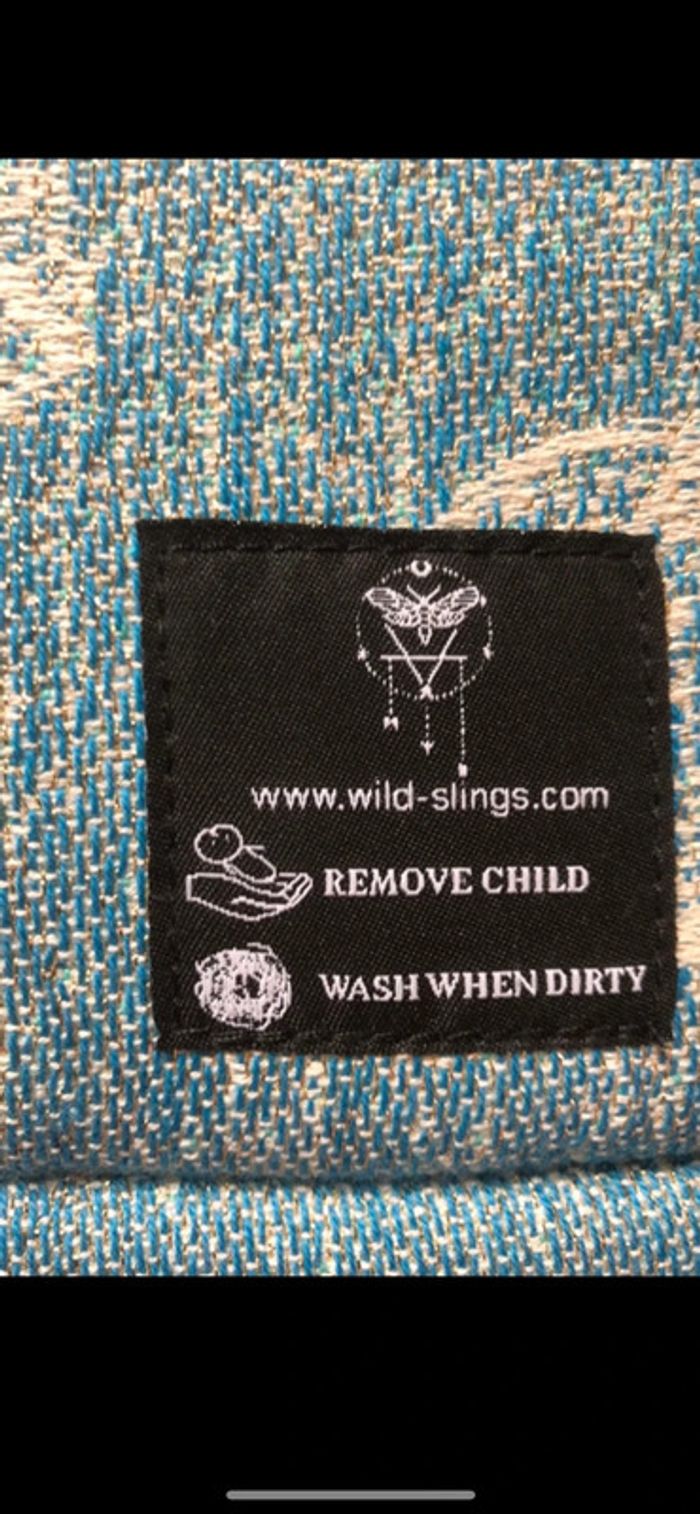 www.wild-slings.com
REMOVE CHILD
WASH WHEN DIRTY